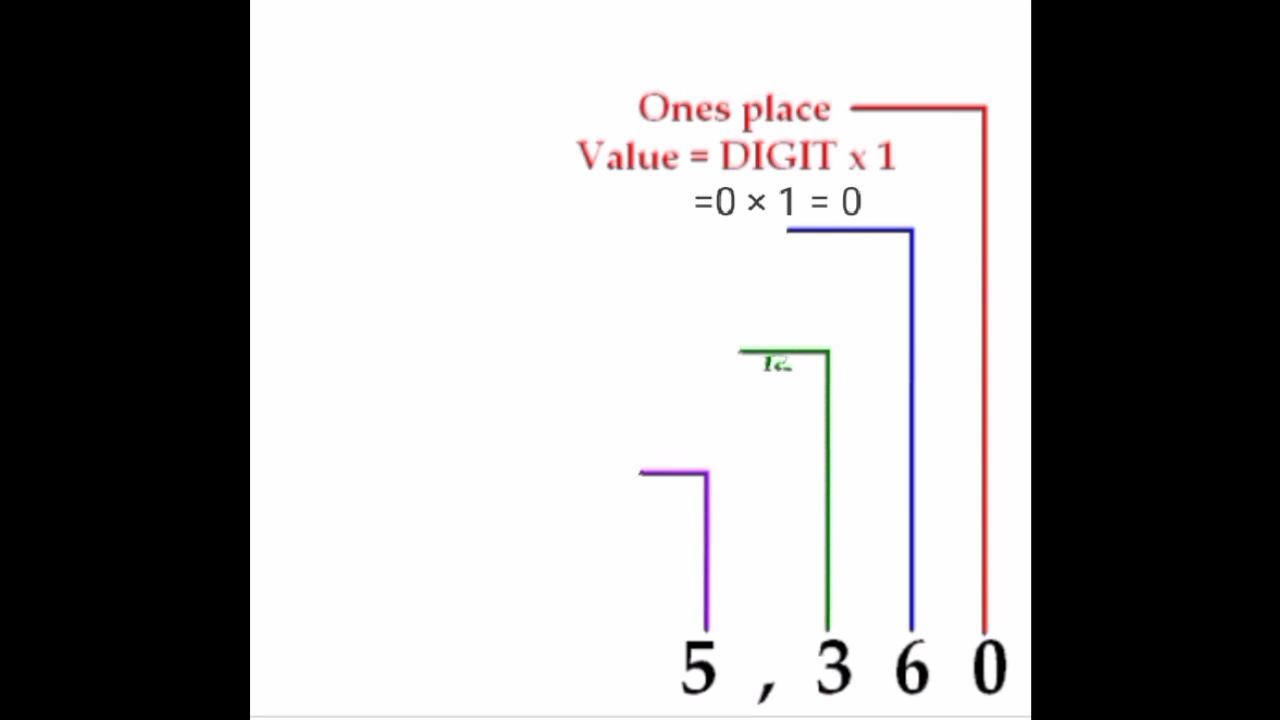 Ones place
Value = DIGIT x 1
=0 × 1 = 0
5 , 3 6 0